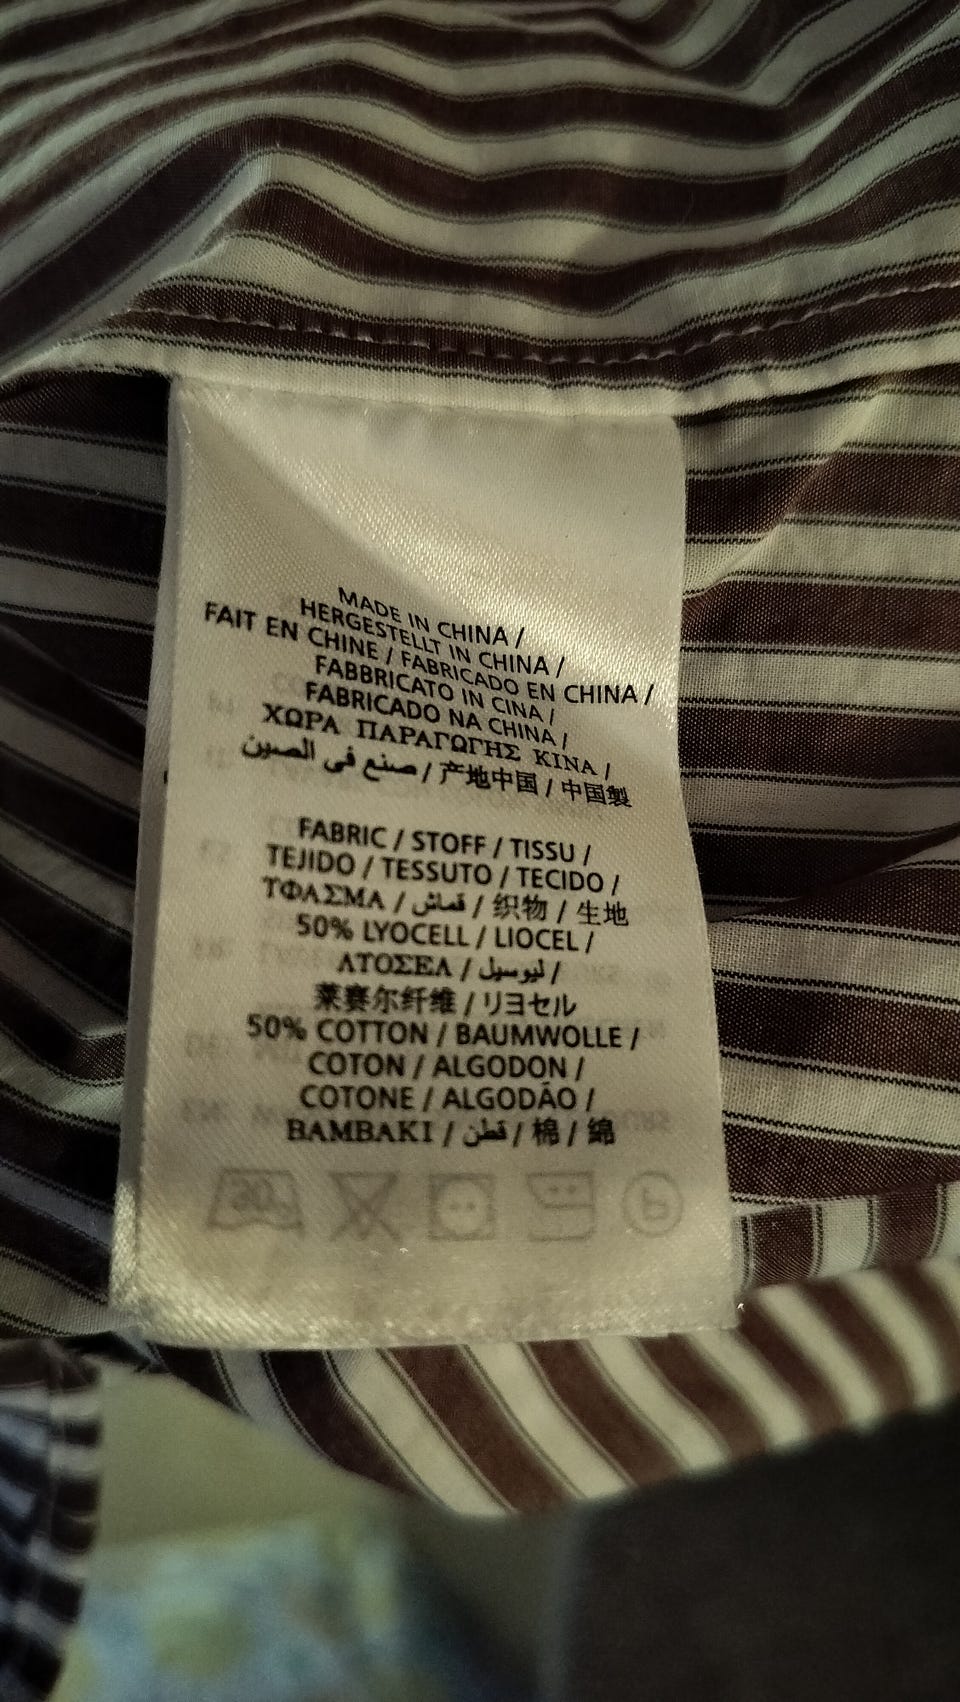 MADE IN CHINA /
HERGESTELLT IN CHINA /
FAIT EN CHINE / FABRICADO EN CHINA /
FABBRICATO IN CINA /
FABRICADO NA CHINA /
ΧΩΡΑ ΠΑΡΑΓΩΓΗΣ ΚΙΝΑ /
صنع في الصين / 产地中国 / 中国製
FABRIC / STOFF / TISSU /
TEJIDO / TESSUTO / TECIDO /
ΤΦΑΣΜΑ / قماش / 织物 / 生地
50% LYOCELL / LIOCEL /
ΛΤΟΣΕΛ / ليوسيل /
莱赛尔纤维 / リヨセル
50% COTTON / BAUMWOLLE /
COTON / ALGODON /
COTONE / ALGODÃO /
BAMBAKI / قطن / 棉 / 綿